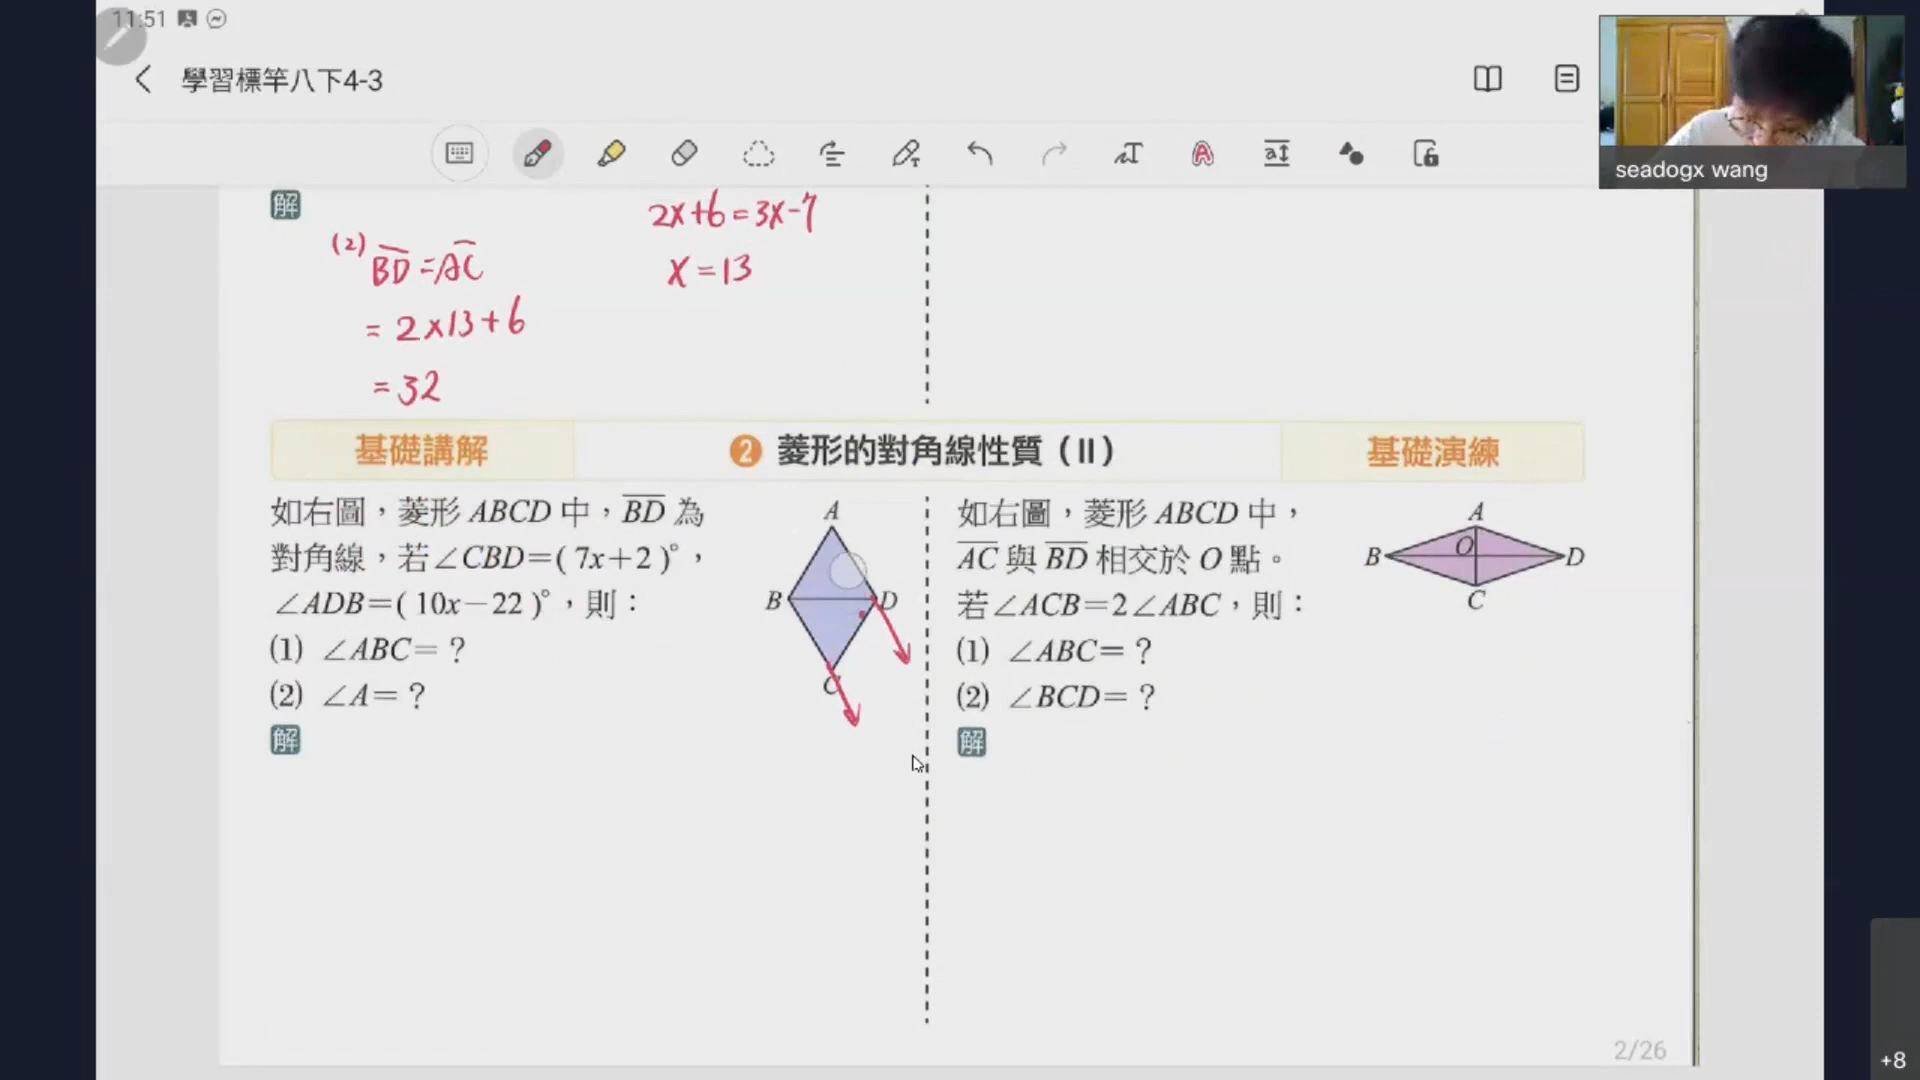 11:51
學習標竿八下4-3
seadogx wang
解
2x+6=3x-7
x=13
(2) BD=AC
=2×13+6
=32
基礎講解
2 菱形的對角線性質(II)
基礎演練
如右圖,菱形 ABCD 中,BD 為
對角線,若∠CBD=(7x+2)°,
∠ADB=(10x-22)°,則:
(1) ∠ABC=?
(2) ∠A=?
解
A
B
D
C
如右圖,菱形 ABCD 中,
AC 與 BD 相交於 O 點。
若∠ACB=2∠ABC,則:
(1) ∠ABC=?
(2) ∠BCD=?
解
A
O
B
D
C
2/26
+8